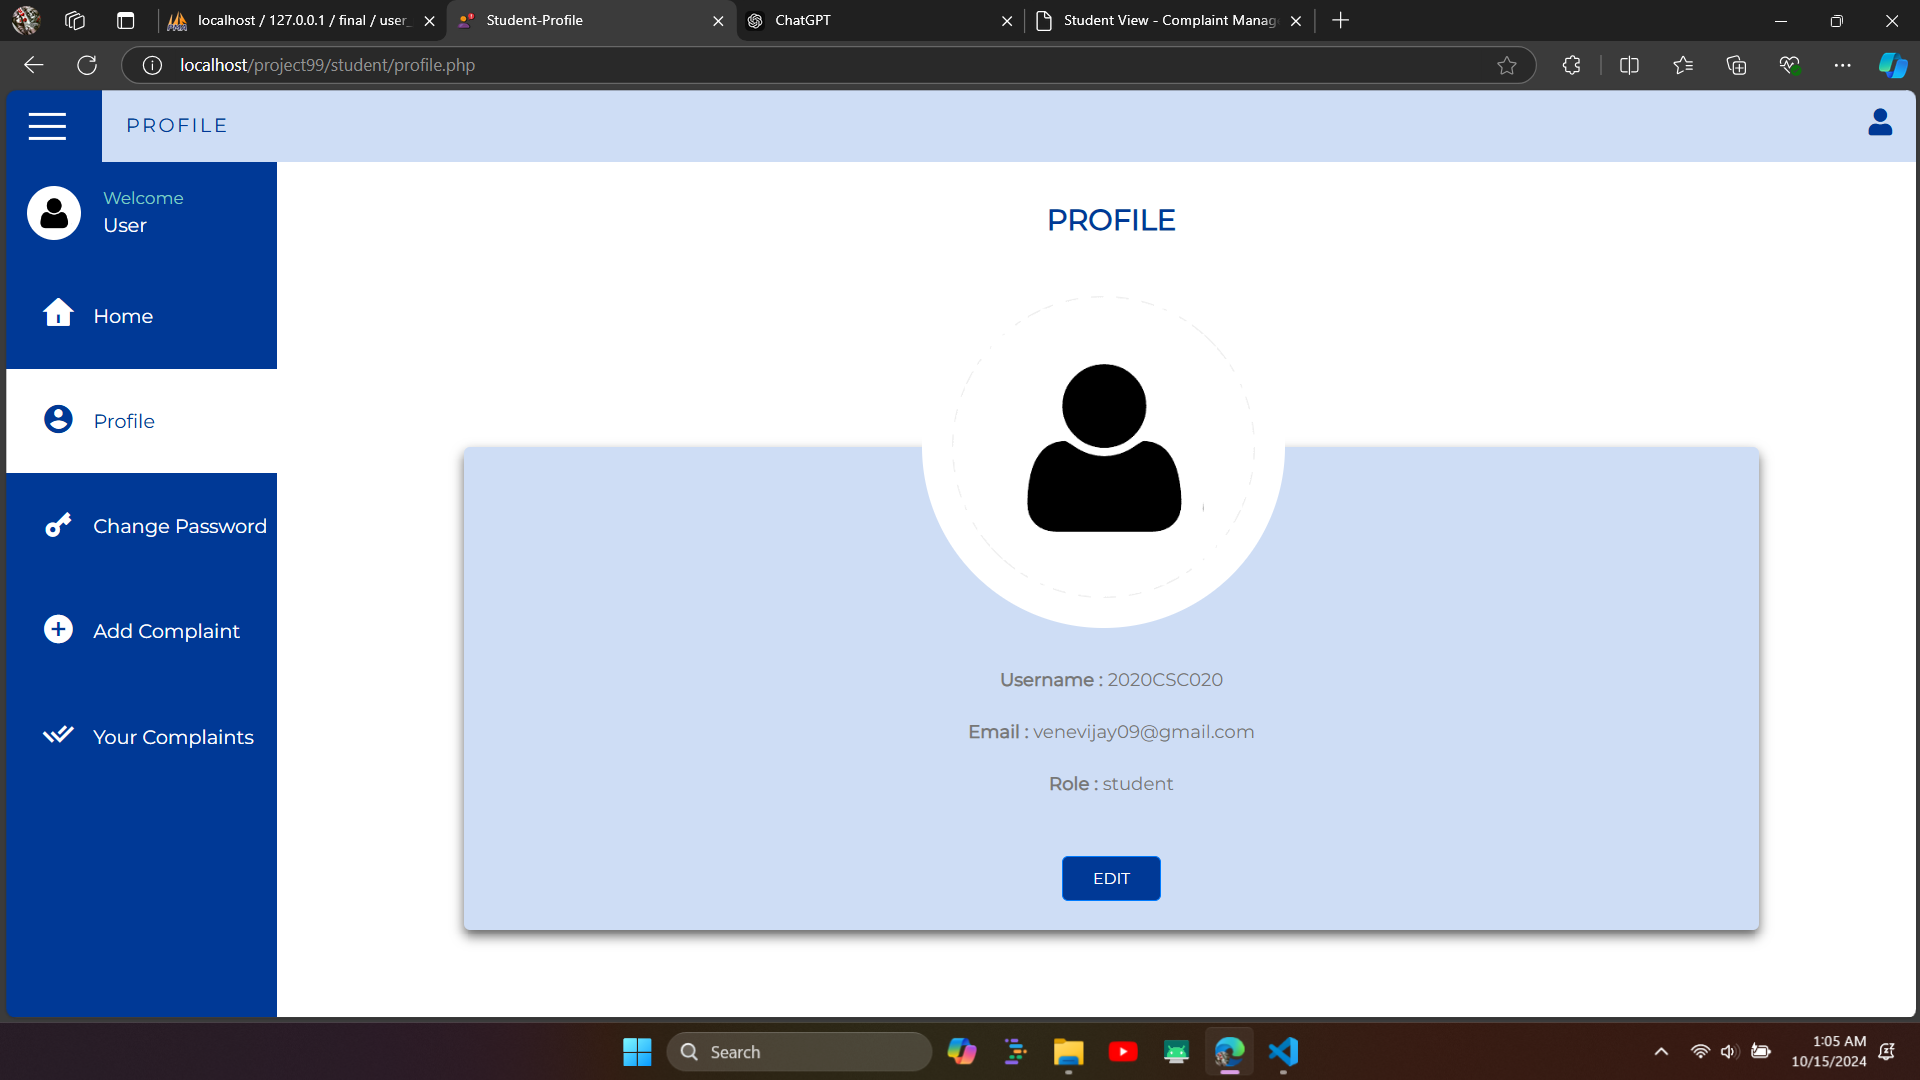 localhost / 127.0.0.1 / final / user_
Student-Profile
ChatGPT
Student View - Complaint Manag
localhost/project99/student/profile.php
PROFILE
Welcome
User
Home
Profile
Change Password
Add Complaint
Your Complaints
PROFILE
Username : 2020CSC020
Email : venevijay09@gmail.com
Role : student
EDIT
Search
1:05 AM
10/15/2024